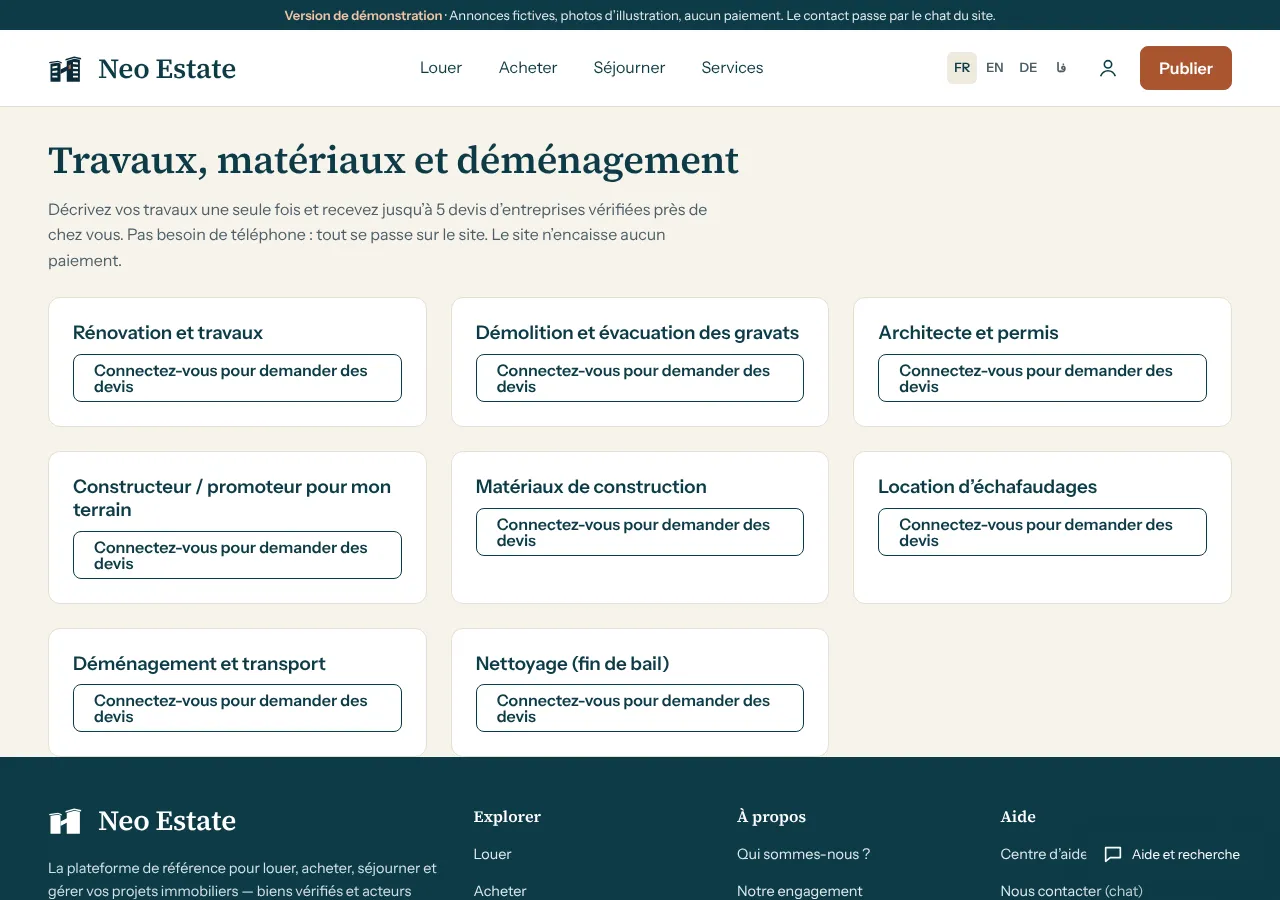 Version de démonstration · Annonces fictives, photos d’illustration, aucun paiement. Le contact passe par le chat du site.
Neo Estate
Louer
Acheter
Séjourner
Services
FR
EN
DE
فا
Publier
Travaux, matériaux et déménagement
Décrivez vos travaux une seule fois et recevez jusqu’à 5 devis d’entreprises vérifiées près de
chez vous. Pas besoin de téléphone : tout se passe sur le site. Le site n’encaisse aucun
paiement.
Rénovation et travaux
Connectez-vous pour demander des
devis
Démolition et évacuation des gravats
Connectez-vous pour demander des
devis
Architecte et permis
Connectez-vous pour demander des
devis
Constructeur / promoteur pour mon
terrain
Connectez-vous pour demander des
devis
Matériaux de construction
Connectez-vous pour demander des
devis
Location d’échafaudages
Connectez-vous pour demander des
devis
Déménagement et transport
Connectez-vous pour demander des
devis
Nettoyage (fin de bail)
Connectez-vous pour demander des
devis
Neo Estate
La plateforme de référence pour louer, acheter, séjourner et
gérer vos projets immobiliers — biens vérifiés et acteurs
Explorer
Louer
Acheter
À propos
Qui sommes-nous ?
Notre engagement
Aide
Centre d’aide
Nous contacter (chat)
Aide et recherche